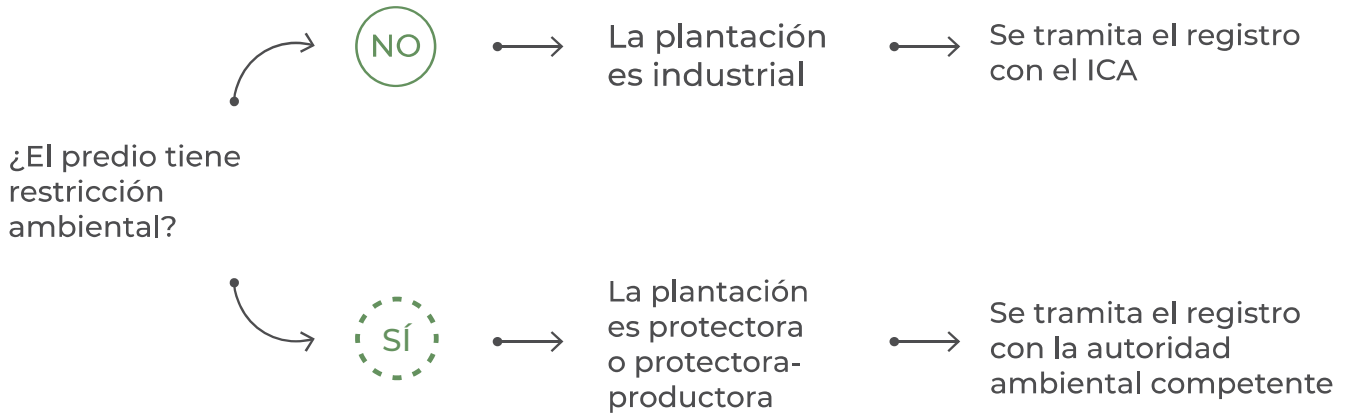 ¿El predio tiene
restricción
ambiental?
NO
La plantación
es industrial
Se tramita el registro
con el ICA
SÍ
La plantación
es protectora
o protectora-
productora
Se tramita el registro
con la autoridad
ambiental competente